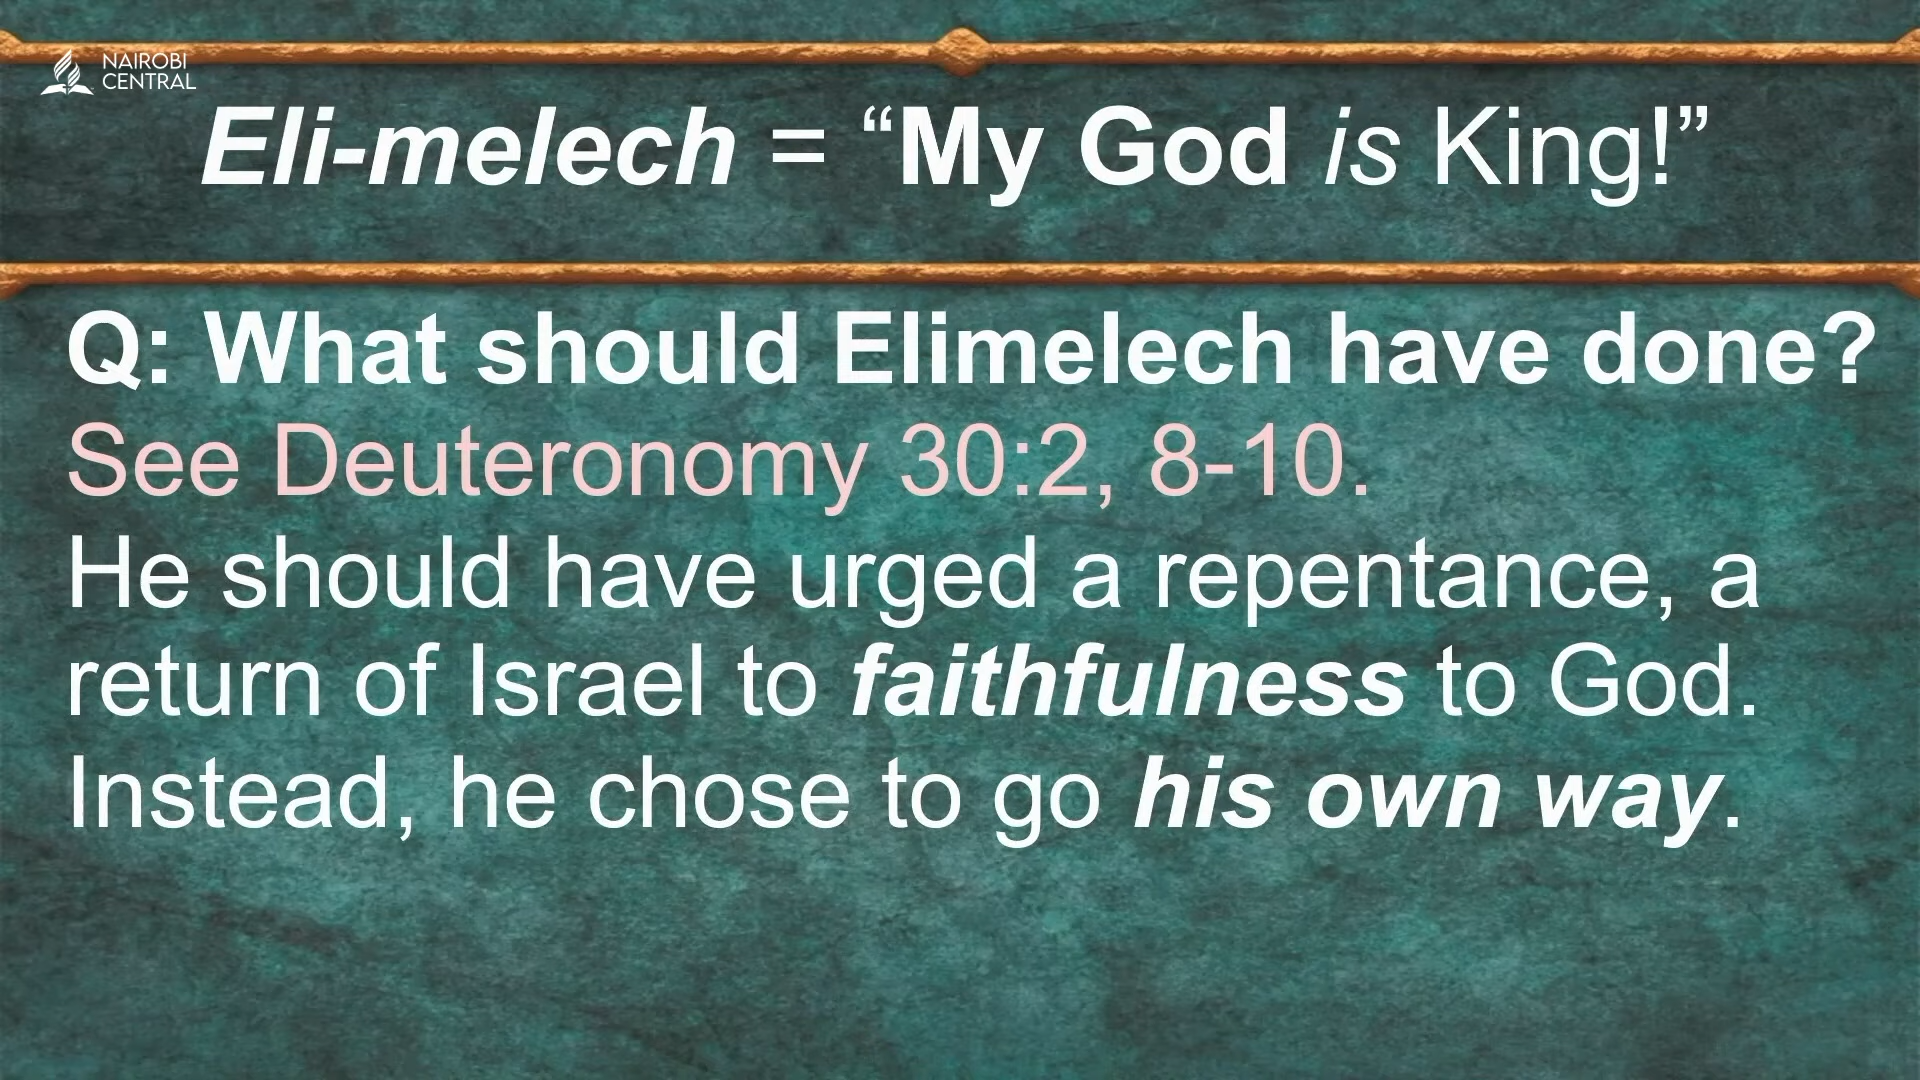 NAIROBI
CENTRAL
Eli-melech = “My God is King!”
Q: What should Elimelech have done?
See Deuteronomy 30:2, 8-10.
He should have urged a repentance, a
return of Israel to faithfulness to God.
Instead, he chose to go his own way.